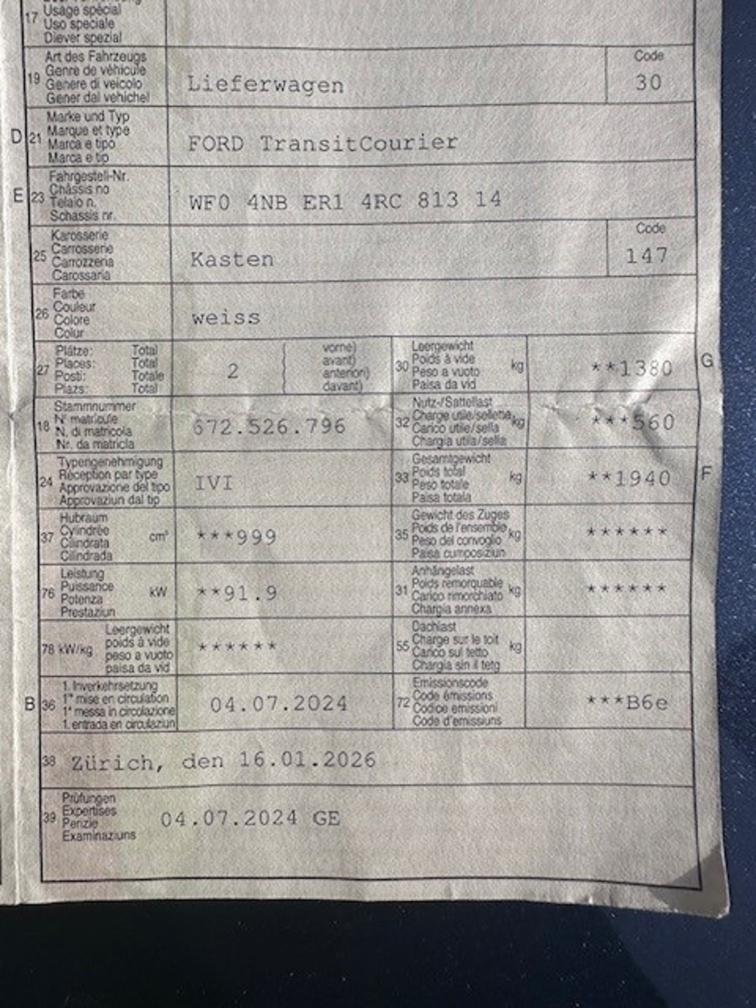 17 Usage spécial
Uso speciale
Diever spezial
19 Art des Fahrzeugs
Genre de véhicule
Genere di veicolo
Gener dal vehichel
Lieferwagen
Code
30
D 21 Marke und Typ
Marque et type
Marca e tipo
Marca e tip
FORD TransitCourier
E 23 Fahrgestell-Nr.
Châssis no
Telaio n.
Schassis nr.
WF0 4NB ER1 4RC 813 14
25 Karosserie
Carrosserie
Carrozzeria
Carossaria
Kasten
Code
147
26 Farbe
Couleur
Colore
Colur
weiss
27 Plätze: Total
Places: Total
Posti: Totale
Plazs: Total
2
vorne)
avant)
anteriori)
davant)
30 Leergewicht
Poids à vide kg
Peso a vuoto
Paisa da vid
**1380 G
18 Stammnummer
N° matricule
N. di matricola
Nr. da matricla
672.526.796
32 Nutz-/Sattellast
Charge utile/sellette kg
Carico utile/sella
Chargia utila/sella
***560
24 Typengenehmigung
Réception par type
Approvazione del tipo
Approvaziun dal tip
IVI
33 Gesamtgewicht
Poids total kg
Peso totale
Paisa totala
**1940 F
37 Hubraum
Cylindrée cm³
Cilindrata
Cilindrada
***999
35 Gewicht des Zuges
Poids de l'ensemble kg
Peso del convoglio
Paisa cumposiziun
******
76 Leistung
Puissance kW
Potenza
Prestaziun
**91.9
31 Anhängelast
Poids remorquable kg
Carico rimorchiato
Chargia annexa
******
78 kW/kg Leergewicht
poids à vide
peso a vuoto
paisa da vid
******
55 Dachlast
Charge sur le toit kg
Carico sul tetto
Chargia sin il tetg
B 36 1. Inverkehrsetzung
1re mise en circulation
1a messa in circolazione
1. entrada en circulaziun
04.07.2024
72 Emissionscode
Code émissions
Codice emissioni
Code d'emissiuns
***B6e
38 Zürich, den 16.01.2026
39 Prüfungen
Expertises
Perizie
Examinaziuns
04.07.2024 GE